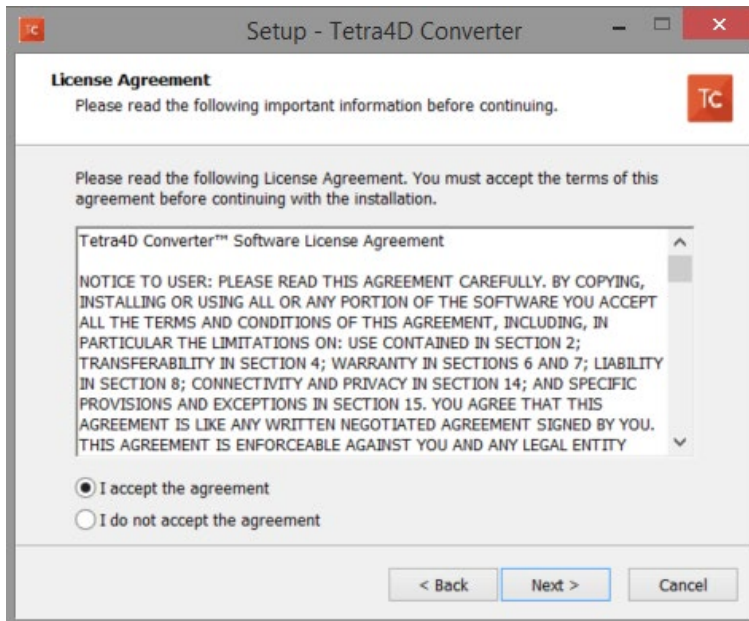 Tc
Setup - Tetra4D Converter
License Agreement
Please read the following important information before continuing.
Tc
Please read the following License Agreement. You must accept the terms of this
agreement before continuing with the installation.
Tetra4D Converter™ Software License Agreement
NOTICE TO USER: PLEASE READ THIS AGREEMENT CAREFULLY. BY COPYING,
INSTALLING OR USING ALL OR ANY PORTION OF THE SOFTWARE YOU ACCEPT
ALL THE TERMS AND CONDITIONS OF THIS AGREEMENT, INCLUDING, IN
PARTICULAR THE LIMITATIONS ON: USE CONTAINED IN SECTION 2;
TRANSFERABILITY IN SECTION 4; WARRANTY IN SECTIONS 6 AND 7; LIABILITY
IN SECTION 8; CONNECTIVITY AND PRIVACY IN SECTION 14; AND SPECIFIC
PROVISIONS AND EXCEPTIONS IN SECTION 15. YOU AGREE THAT THIS
AGREEMENT IS LIKE ANY WRITTEN NEGOTIATED AGREEMENT SIGNED BY YOU.
THIS AGREEMENT IS ENFORCEABLE AGAINST YOU AND ANY LEGAL ENTITY
I accept the agreement
I do not accept the agreement
< Back
Next >
Cancel